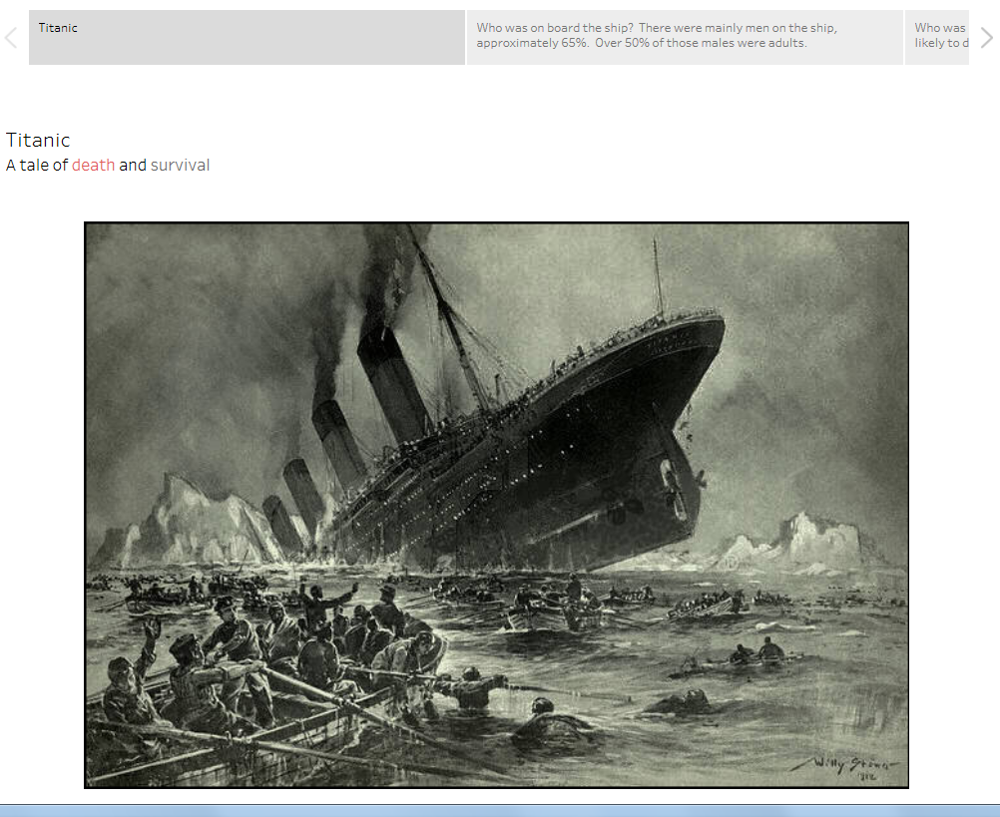 Titanic
Who was on board the ship? There were mainly men on the ship,
approximately 65%. Over 50% of those males were adults.
Who was
likely to d
Titanic
A tale of death and survival
Willy Stöwer
1912